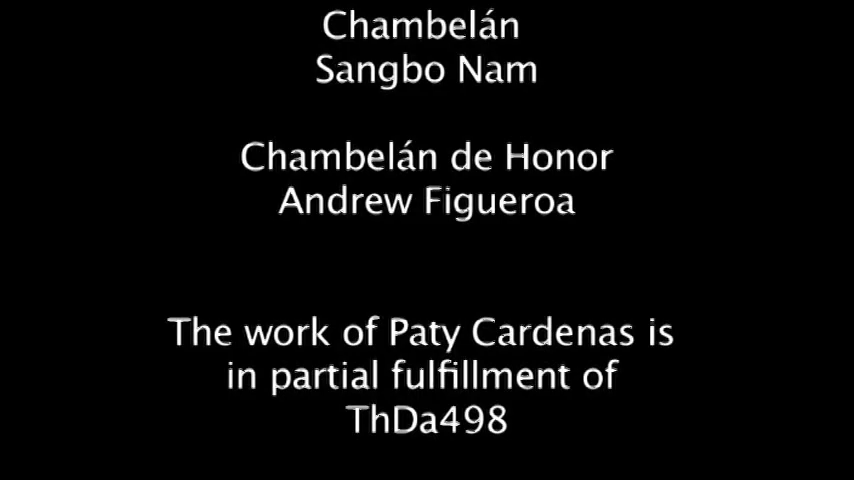 Chambelán
Sangbo Nam
Chambelán de Honor
Andrew Figueroa
The work of Paty Cardenas is
in partial fulfillment of
ThDa498